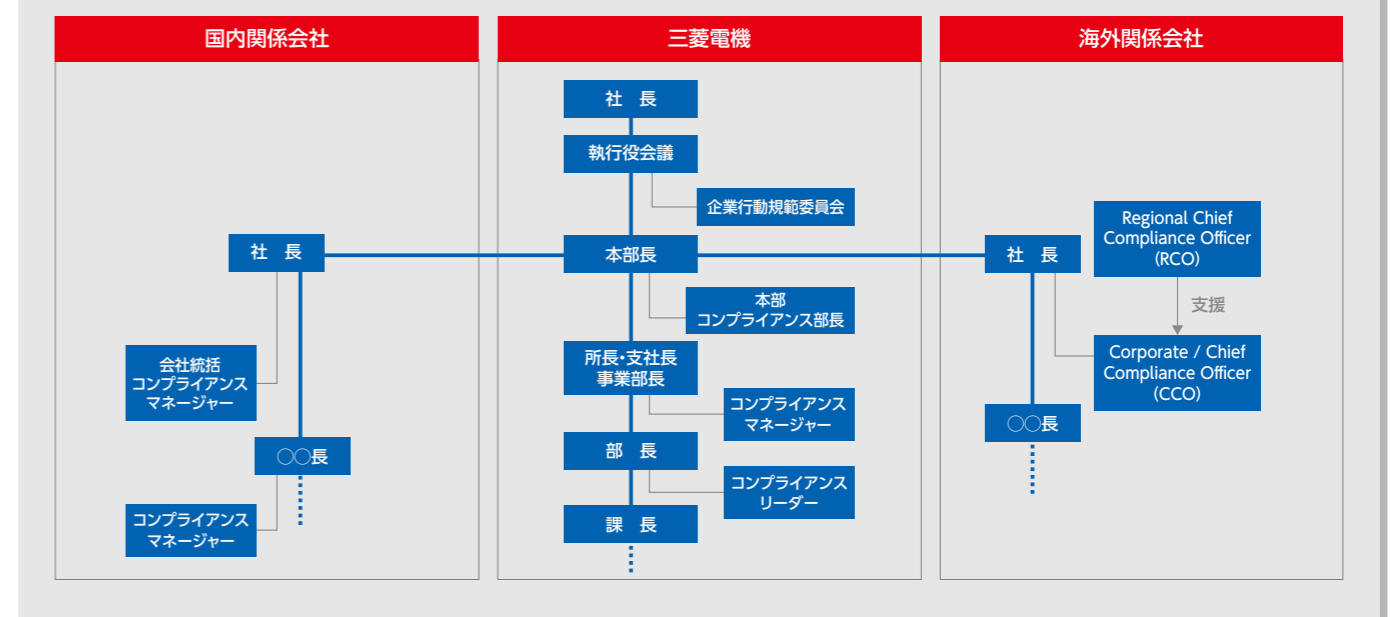 国内関係会社
社　長
会社統括
コンプライアンス
マネージャー
○○長
コンプライアンス
マネージャー
三菱電機
社　長
執行役会議
企業行動規範委員会
本部長
本部
コンプライアンス部長
所長・支社長
事業部長
コンプライアンス
マネージャー
部　長
コンプライアンス
リーダー
課　長
海外関係会社
社　長
Regional Chief
Compliance Officer
(RCO)
支援
Corporate / Chief
Compliance Officer
(CCO)
○○長